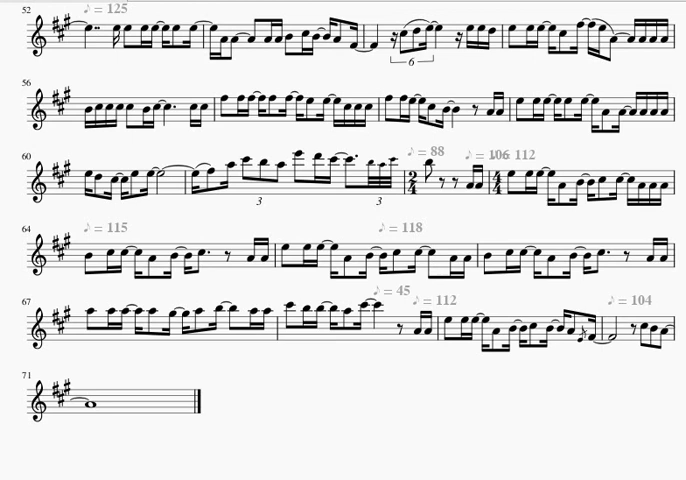 52 ♪ = 125
6
56
60 3 3 ♪ = 88 2 4 ♪ = 4 4 112
64 ♪ = 115 ♪ = 118
67 ♪ = 45 ♪ = 112 ♪ = 104
71